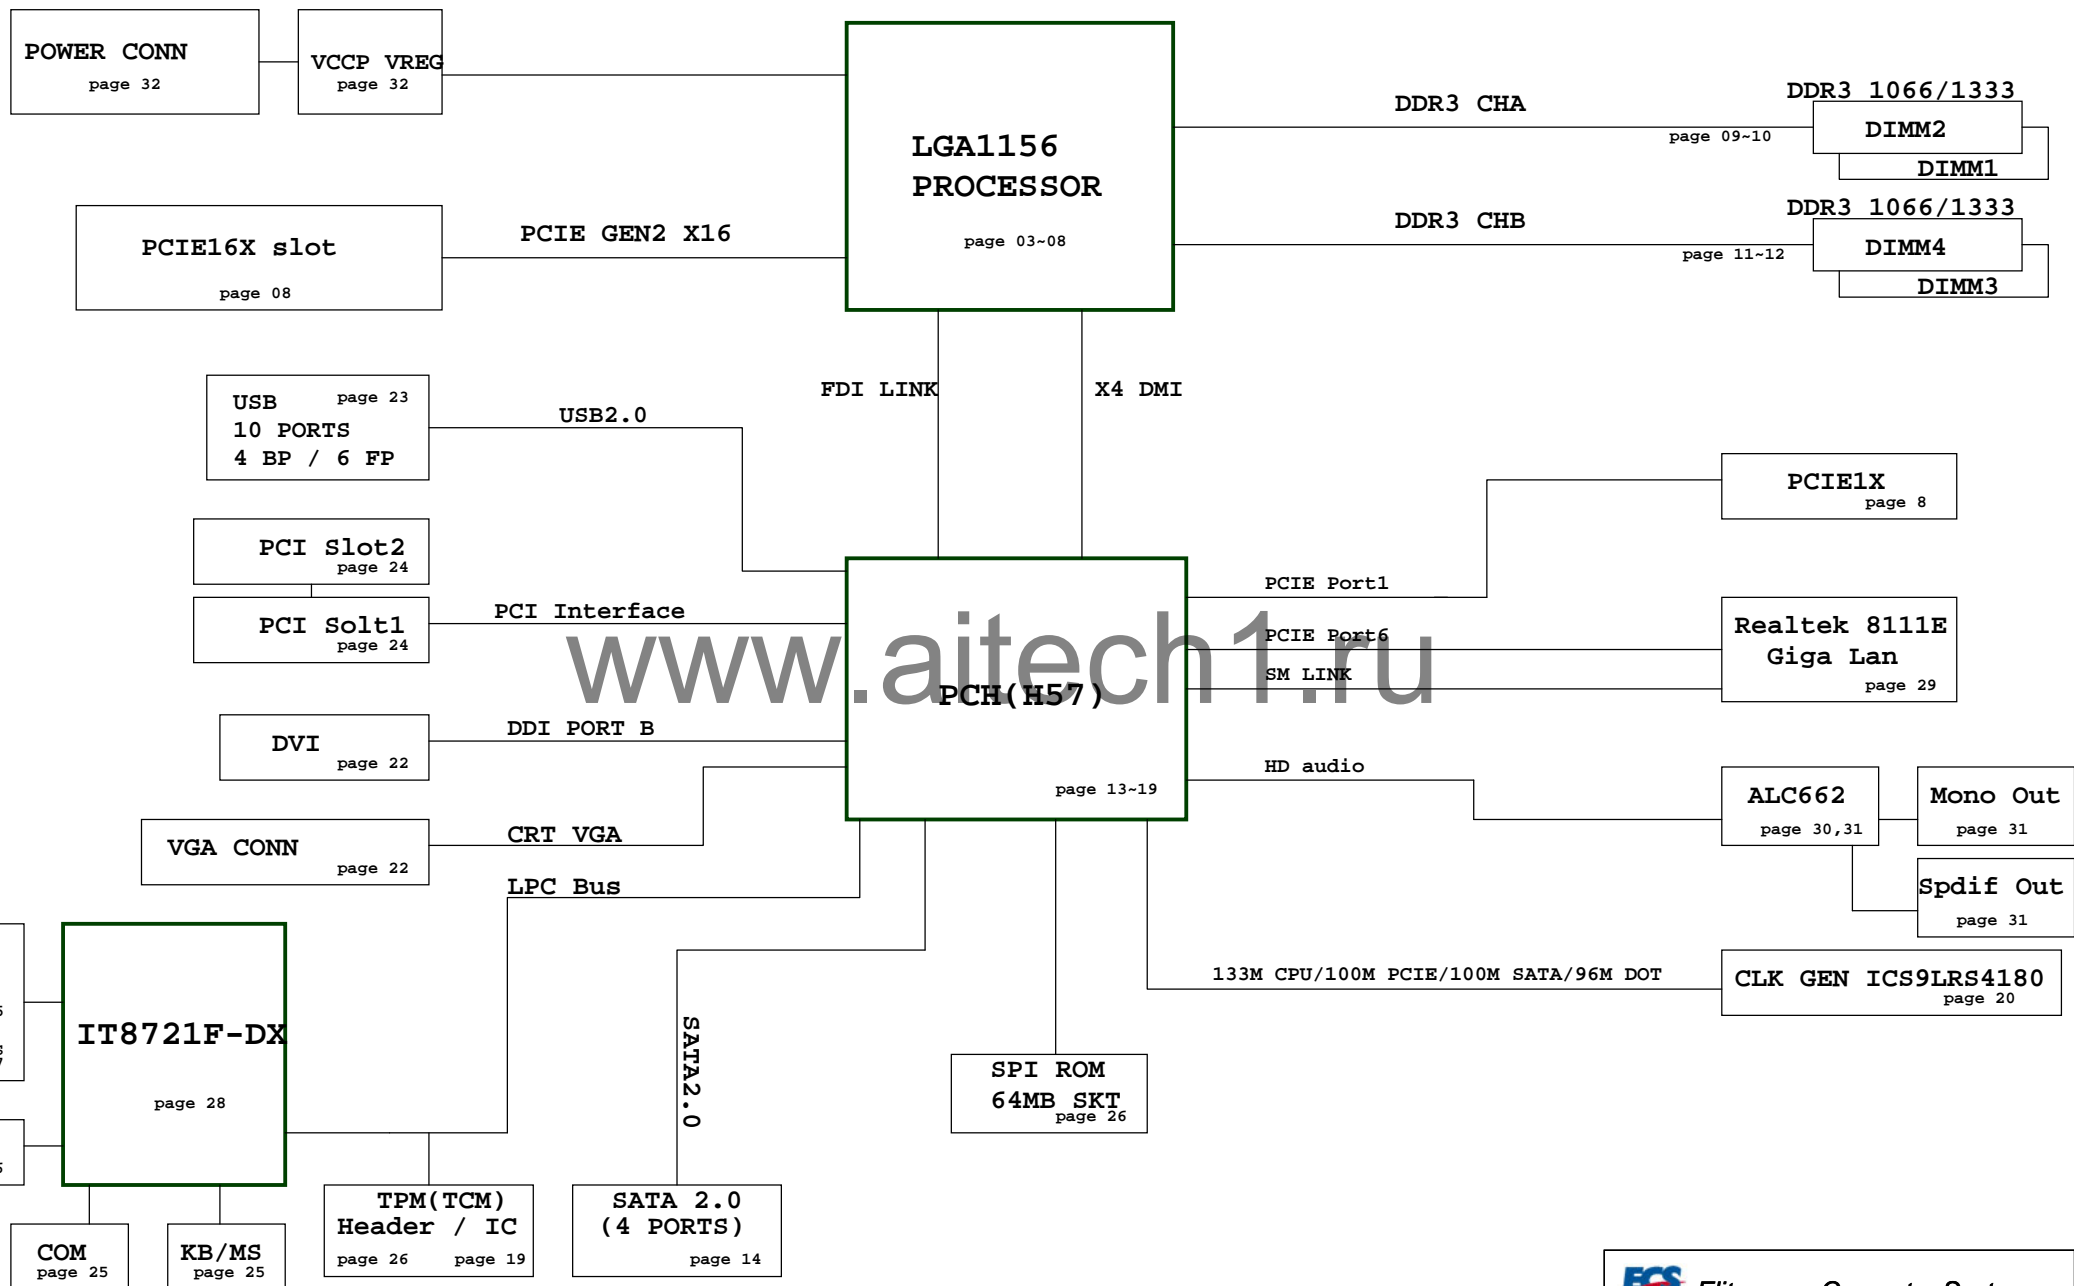 POWER CONN
page 32
VCCP VREG
page 32
LGA1156
PROCESSOR
page 03~08
DDR3 CHA
page 09~10
DDR3 1066/1333
DIMM2
DIMM1
DDR3 CHB
page 11~12
DDR3 1066/1333
DIMM4
DIMM3
PCIE16X slot
page 08
PCIE GEN2 X16
FDI LINK
X4 DMI
USB page 23
10 PORTS
4 BP / 6 FP
USB2.0
PCI Slot2
page 24
PCI Solt1
page 24
PCI Interface
PCIE1X
page 8
PCIE Port1
PCIE Port6
SM LINK
Realtek 8111E
Giga Lan
page 29
www.aitech1.ru
PCH(H57)
page 13~19
DVI
page 22
DDI PORT B
VGA CONN
page 22
CRT VGA
LPC Bus
HD audio
ALC662
page 30,31
Mono Out
page 31
Spdif Out
page 31
133M CPU/100M PCIE/100M SATA/96M DOT
CLK GEN ICS9LRS4180
page 20
IT8721F-DX
page 28
SATA2.0
SPI ROM
64MB SKT
page 26
TPM(TCM)
Header / IC
page 26 page 19
SATA 2.0
(4 PORTS)
page 14
COM
page 25
KB/MS
page 25
ECS